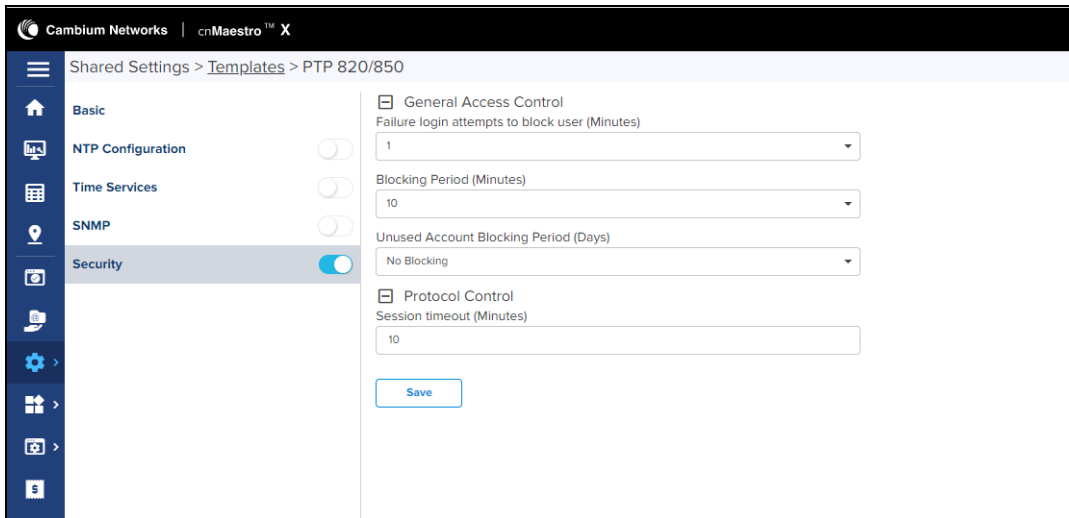 Cambium Networks | cnMaestro™ X
Shared Settings > Templates > PTP 820/850
Basic
NTP Configuration
Time Services
SNMP
Security
General Access Control
Failure login attempts to block user (Minutes)
1
Blocking Period (Minutes)
10
Unused Account Blocking Period (Days)
No Blocking
Protocol Control
Session timeout (Minutes)
10
Save